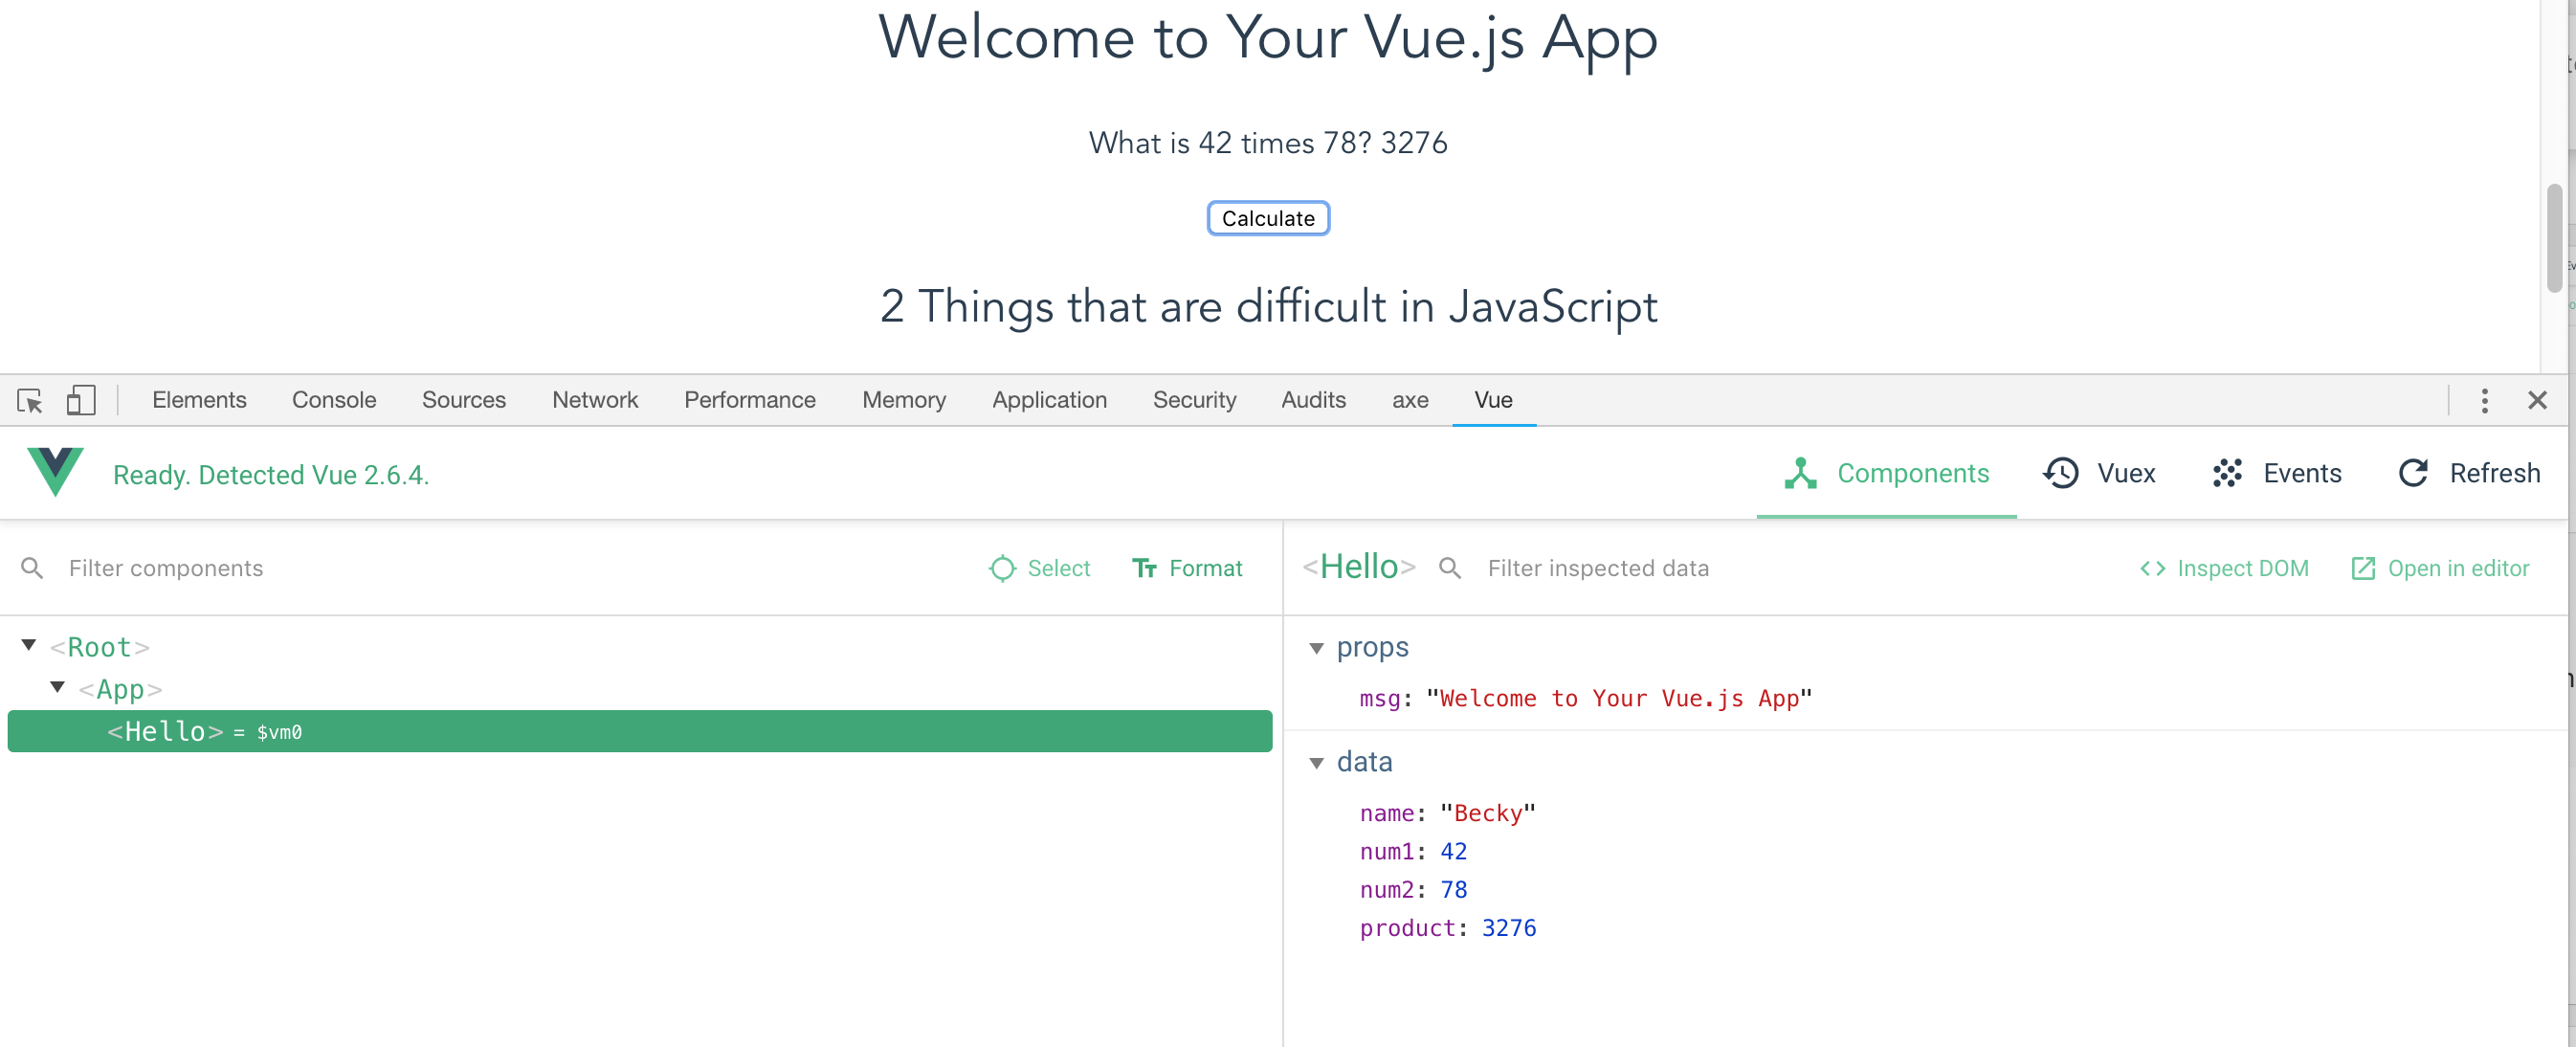 Welcome to Your Vue.js App
What is 42 times 78? 3276
Calculate
2 Things that are difficult in JavaScript
Elements Console Sources Network Performance Memory Application Security Audits axe Vue
Ready. Detected Vue 2.6.4.
Components Vuex Events Refresh
Filter components Select Format
<Hello> Filter inspected data Inspect DOM Open in editor
<Root>
<App>
<Hello> = $vm0
props
msg: "Welcome to Your Vue.js App"
data
name: "Becky"
num1: 42
num2: 78
product: 3276